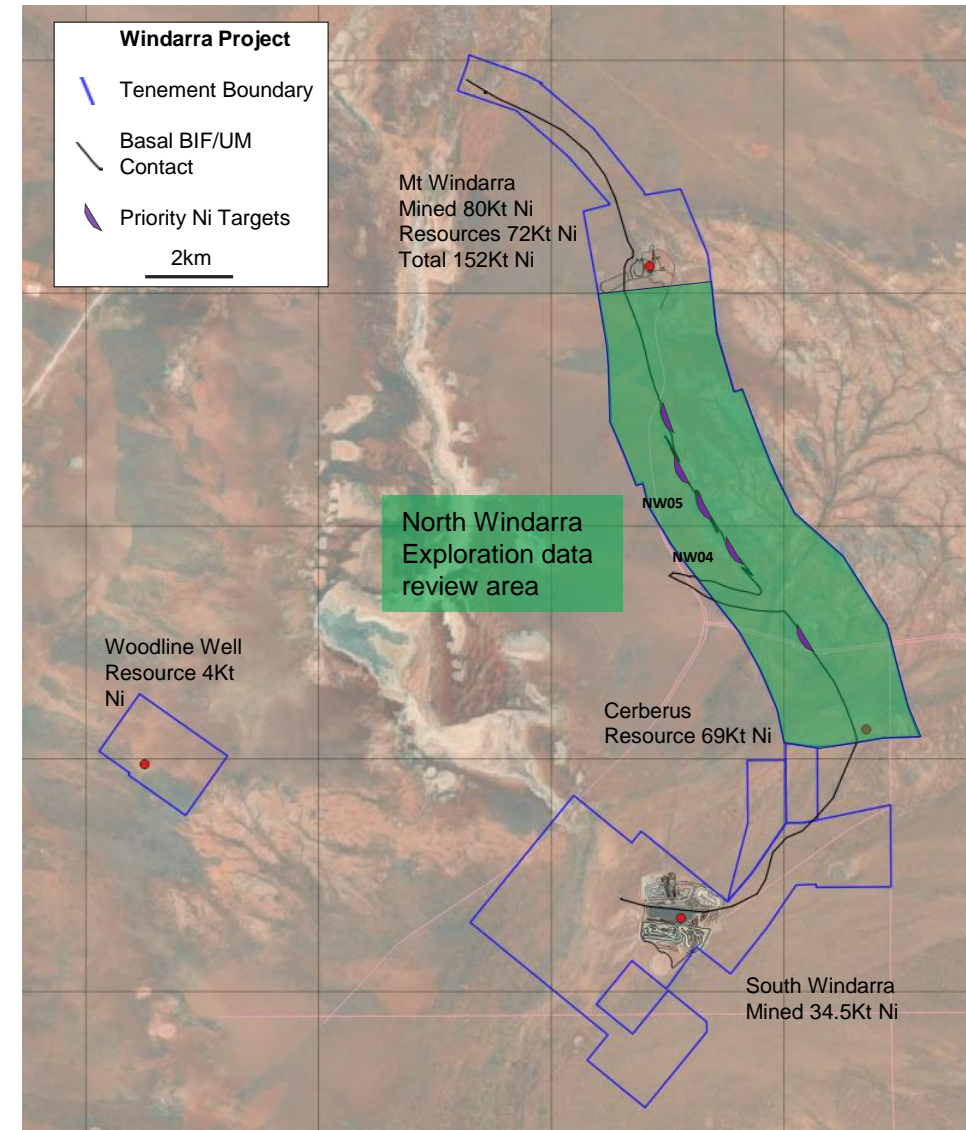 Windarra Project
Tenement Boundary
Basal BIF/UM
Contact
Priority Ni Targets
2km
Mt Windarra
Mined 80Kt Ni
Resources 72Kt Ni
Total 152Kt Ni
NW05
North Windarra
Exploration data
review area
NW04
Woodline Well
Resource 4Kt
Ni
Cerberus
Resource 69Kt Ni
South Windarra
Mined 34.5Kt Ni